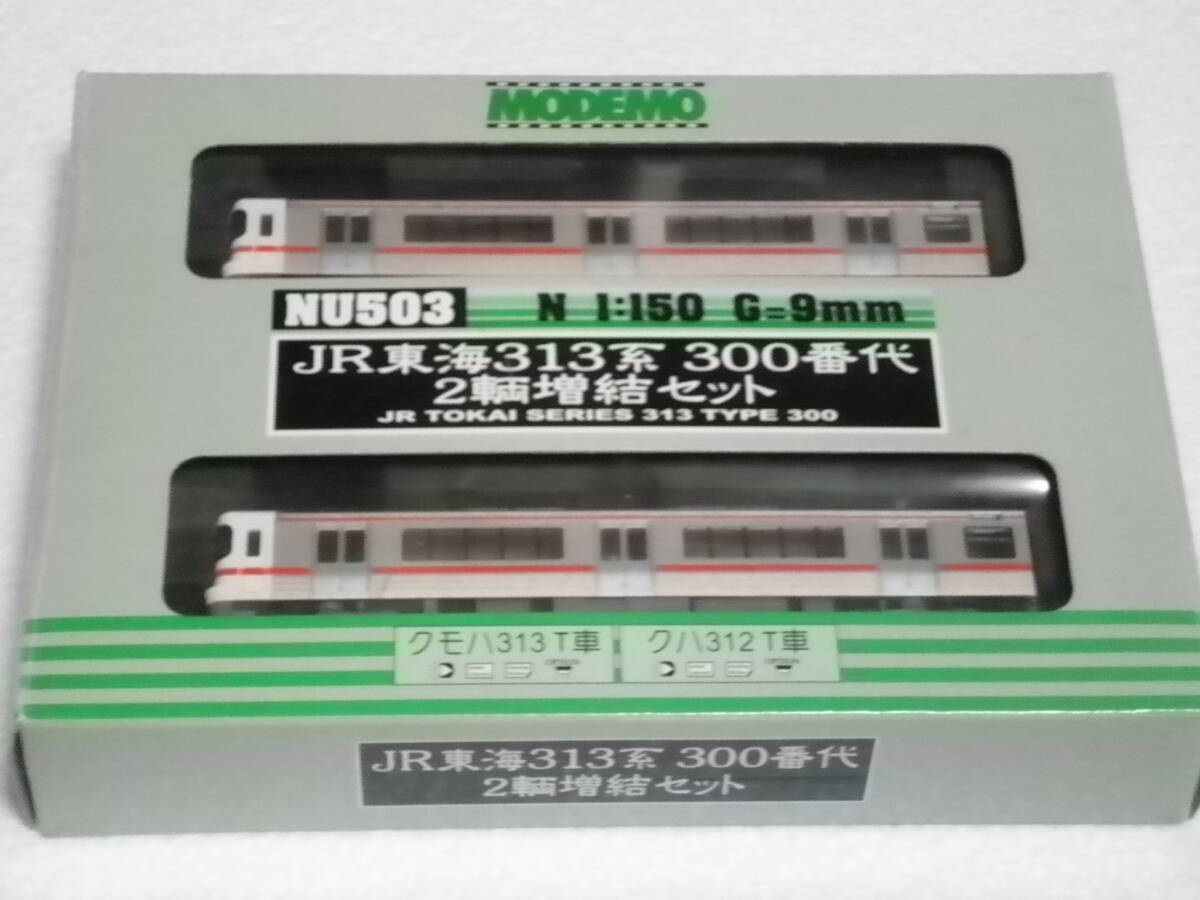 MODEMO
NU503 N 1:150 G=9mm
JR東海313系 300番代
2輌増結セット
JR TOKAI SERIES 313 TYPE 300
クモハ313 T車 クハ312 T車
OPTION OPTION
JR東海313系 300番代
2輌増結セット